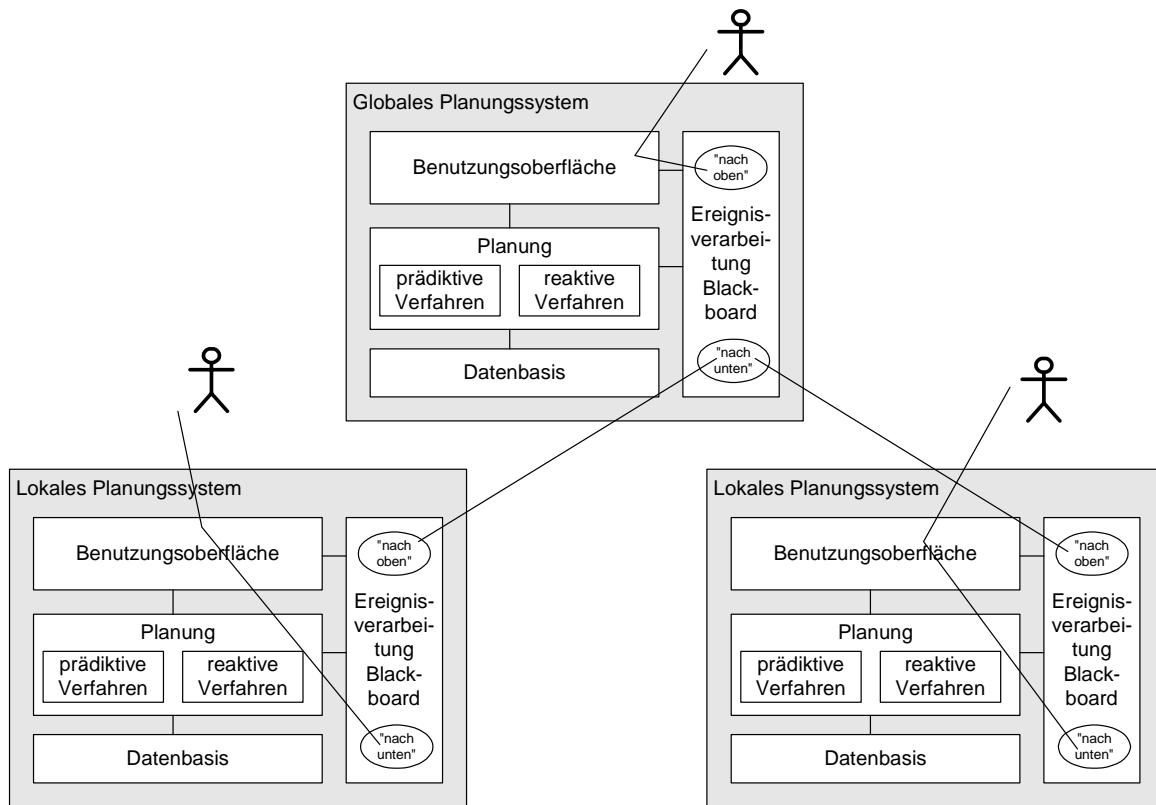 Globales Planungssystem
Benutzungsoberfläche
"nach
oben"
Ereignis-
verarbei-
tung
Black-
board
Planung
prädiktive
Verfahren
reaktive
Verfahren
"nach
unten"
Datenbasis
Lokales Planungssystem
Benutzungsoberfläche
"nach
oben"
Ereignis-
verarbei-
tung
Black-
board
Planung
prädiktive
Verfahren
reaktive
Verfahren
"nach
unten"
Datenbasis
Lokales Planungssystem
Benutzungsoberfläche
"nach
oben"
Ereignis-
verarbei-
tung
Black-
board
Planung
prädiktive
Verfahren
reaktive
Verfahren
"nach
unten"
Datenbasis